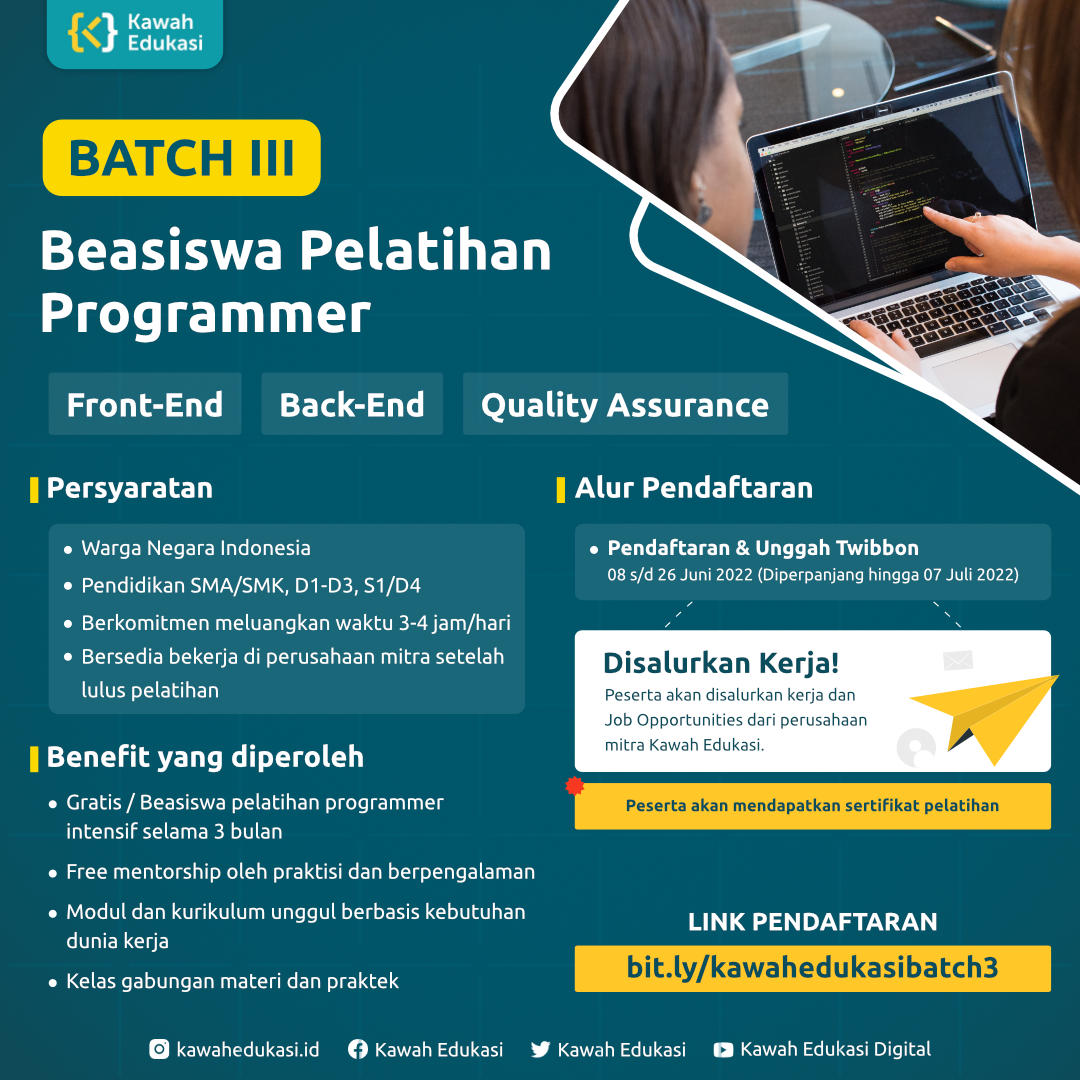 Kawah
Edukasi
BATCH III
Beasiswa Pelatihan
Programmer
Front-End
Back-End
Quality Assurance
Persyaratan
• Warga Negara Indonesia
• Pendidikan SMA/SMK, D1-D3, S1/D4
• Berkomitmen meluangkan waktu 3-4 jam/hari
• Bersedia bekerja di perusahaan mitra setelah
lulus pelatihan
Benefit yang diperoleh
• Gratis / Beasiswa pelatihan programmer
intensif selama 3 bulan
• Free mentorship oleh praktisi dan berpengalaman
• Modul dan kurikulum unggul berbasis kebutuhan
dunia kerja
• Kelas gabungan materi dan praktek
Alur Pendaftaran
• Pendaftaran & Unggah Twibbon
08 s/d 26 Juni 2022 (Diperpanjang hingga 07 Juli 2022)
Disalurkan Kerja!
Peserta akan disalurkan kerja dan
Job Opportunities dari perusahaan
mitra Kawah Edukasi.
Peserta akan mendapatkan sertifikat pelatihan
LINK PENDAFTARAN
bit.ly/kawahedukasibatch3
kawahedukasi.id
Kawah Edukasi
Kawah Edukasi
Kawah Edukasi Digital